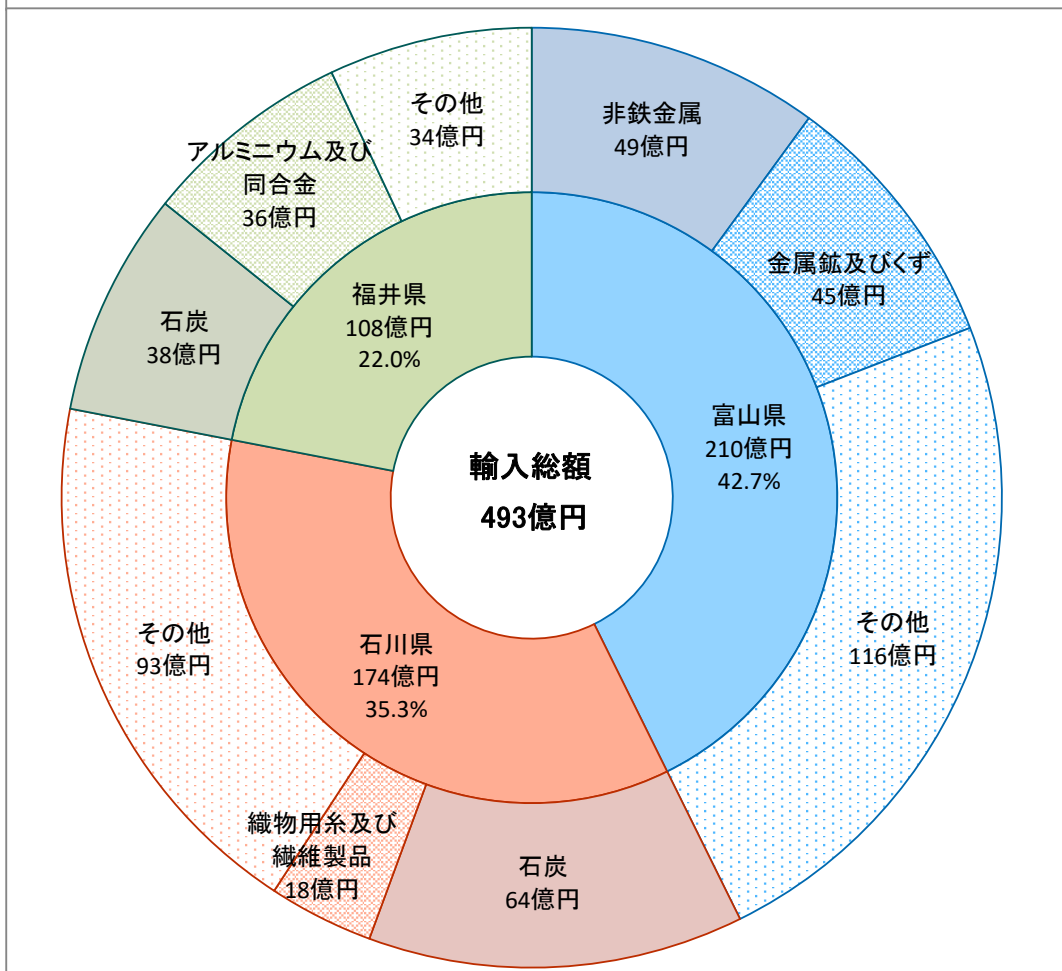 輸入総額
493億円
富山県
210億円
42.7%
非鉄金属
49億円
金属鉱及びくず
45億円
その他
116億円
石川県
174億円
35.3%
石炭
64億円
織物用糸及び
繊維製品
18億円
その他
93億円
福井県
108億円
22.0%
石炭
38億円
アルミニウム及び
同合金
36億円
その他
34億円